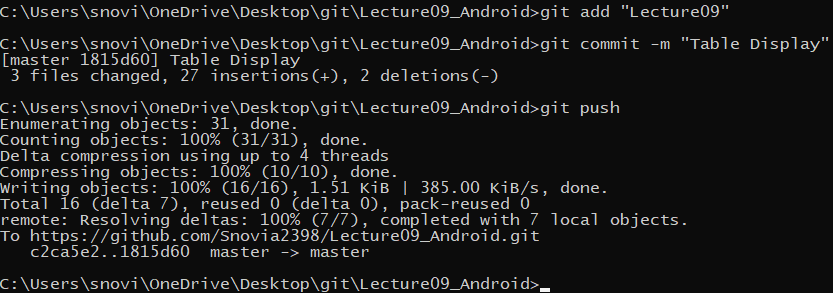 C:\Users\snovi\OneDrive\Desktop\git\Lecture09_Android>git add "Lecture09"
C:\Users\snovi\OneDrive\Desktop\git\Lecture09_Android>git commit -m "Table Display"
[master 1815d60] Table Display
 3 files changed, 27 insertions(+), 2 deletions(-)
C:\Users\snovi\OneDrive\Desktop\git\Lecture09_Android>git push
Enumerating objects: 31, done.
Counting objects: 100% (31/31), done.
Delta compression using up to 4 threads
Compressing objects: 100% (10/10), done.
Writing objects: 100% (16/16), 1.51 KiB | 385.00 KiB/s, done.
Total 16 (delta 7), reused 0 (delta 0), pack-reused 0
remote: Resolving deltas: 100% (7/7), completed with 7 local objects.
To https://github.com/Snovia2398/Lecture09_Android.git
   c2ca5e2..1815d60  master -> master
C:\Users\snovi\OneDrive\Desktop\git\Lecture09_Android>